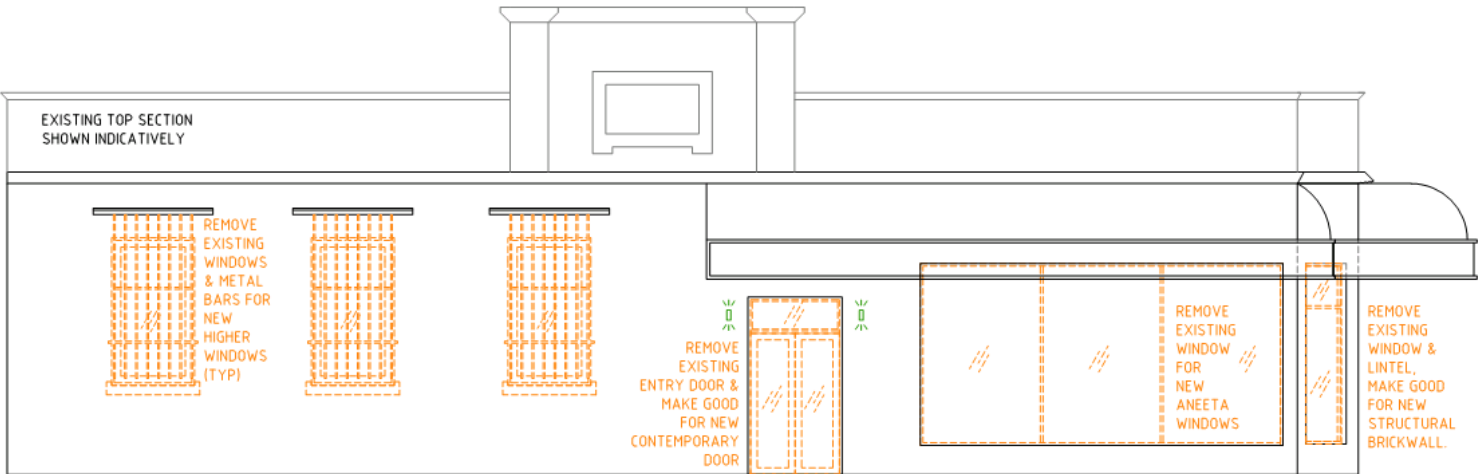 EXISTING TOP SECTION
SHOWN INDICATIVELY
REMOVE
EXISTING
WINDOWS
& METAL
BARS FOR
NEW
HIGHER
WINDOWS
(TYP)
REMOVE
EXISTING
ENTRY DOOR &
MAKE GOOD
FOR NEW
CONTEMPORARY
DOOR
REMOVE
EXISTING
WINDOW
FOR
NEW
ANEETA
WINDOWS
REMOVE
EXISTING
WINDOW &
LINTEL,
MAKE GOOD
FOR NEW
STRUCTURAL
BRICKWALL.